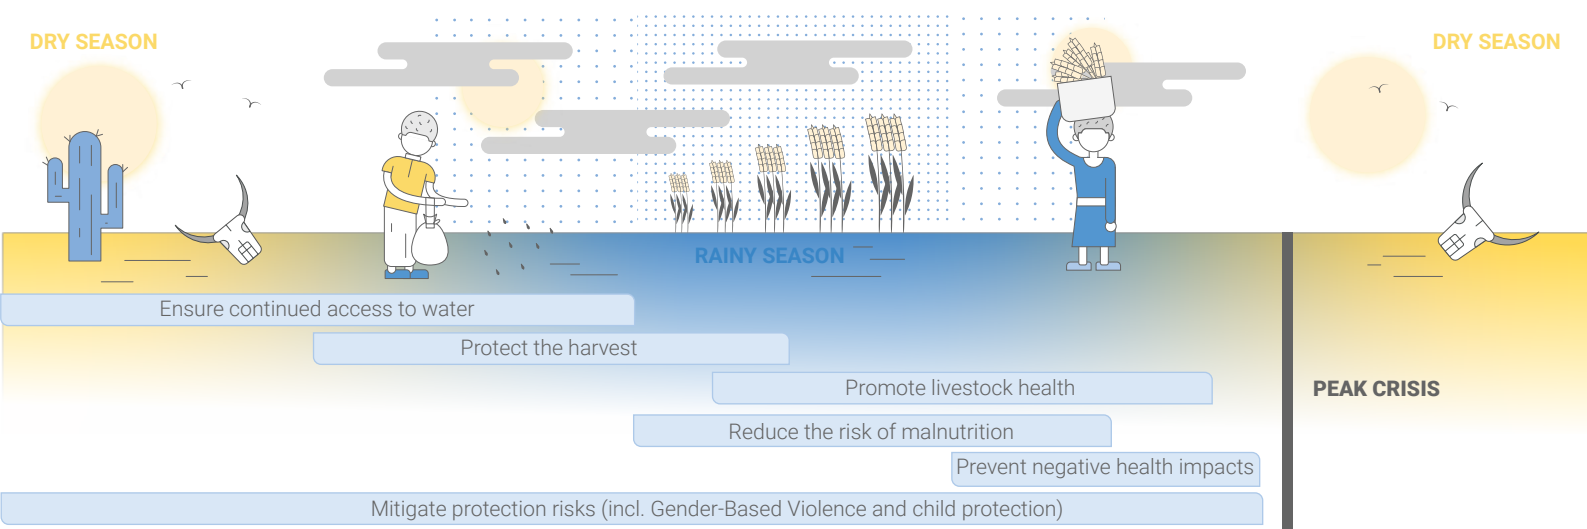 DRY SEASON
DRY SEASON
RAINY SEASON
Ensure continued access to water
Protect the harvest
Promote livestock health
PEAK CRISIS
Reduce the risk of malnutrition
Prevent negative health impacts
Mitigate protection risks (incl. Gender-Based Violence and child protection)